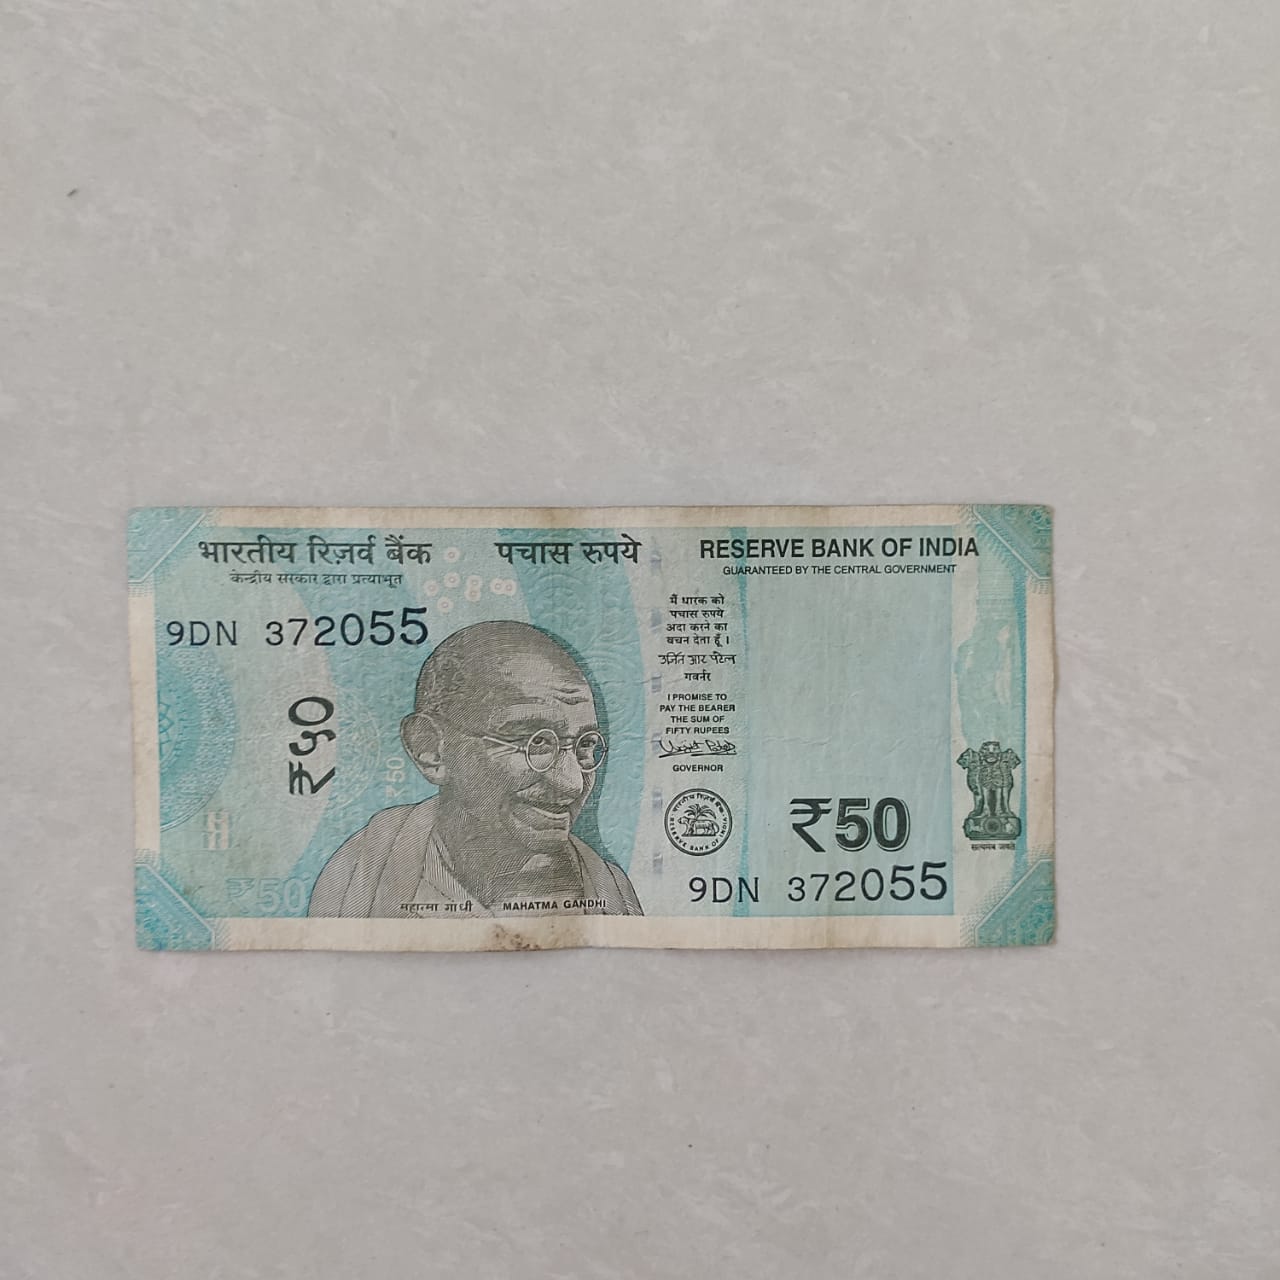 भारतीय रिज़र्व बैंक
केन्द्रीय सरकार द्वारा प्रत्याभूत
पचास रुपये
RESERVE BANK OF INDIA
GUARANTEED BY THE CENTRAL GOVERNMENT
9DN 372055
₹५०
₹50
₹50
महात्मा गांधी
MAHATMA GANDHI
मैं धारक को
पचास रुपये
अदा करने का
वचन देता हूँ ।
उर्जित आर पटेल
गवर्नर
I PROMISE TO
PAY THE BEARER
THE SUM OF
FIFTY RUPEES
GOVERNOR
भारतीय रिज़र्व बैंक
RESERVE BANK OF INDIA
₹50
9DN 372055
सत्यमेव जयते